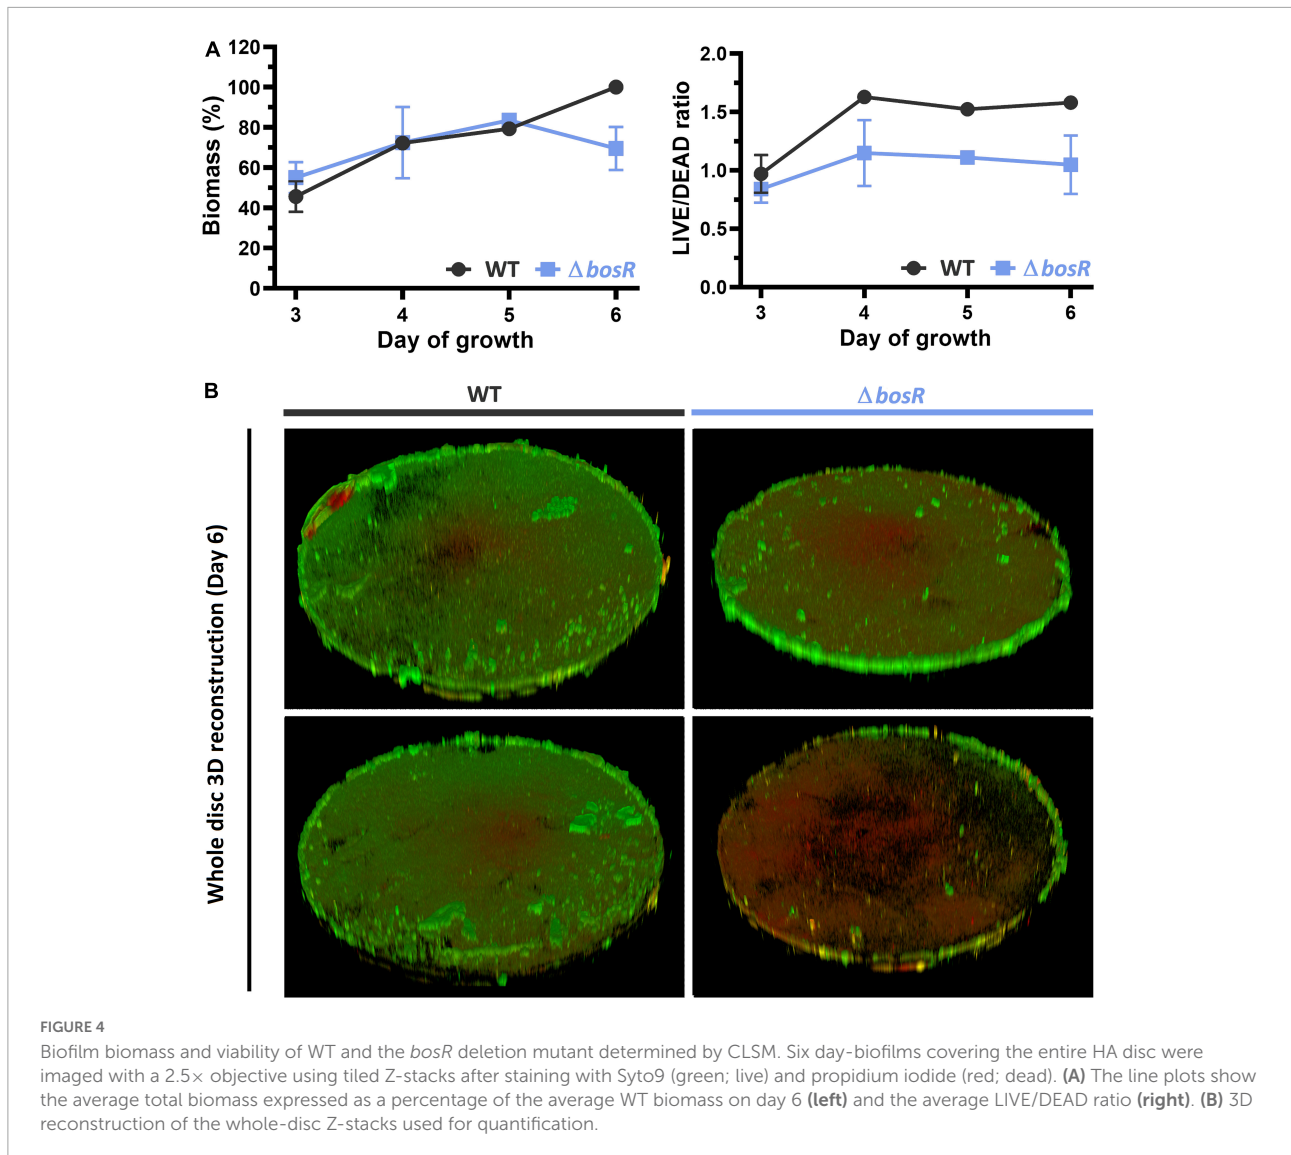 A
120
100
80
60
40
20
0
Biomass (%)
3 4 5 6
Day of growth
WT ΔbosR
2.0
1.5
1.0
0.5
0.0
LIVE/DEAD ratio
3 4 5 6
Day of growth
WT ΔbosR
B
WT ΔbosR
Whole disc 3D reconstruction (Day 6)
FIGURE 4
Biofilm biomass and viability of WT and the bosR deletion mutant determined by CLSM. Six day-biofilms covering the entire HA disc were
imaged with a 2.5× objective using tiled Z-stacks after staining with Syto9 (green; live) and propidium iodide (red; dead). (A) The line plots show
the average total biomass expressed as a percentage of the average WT biomass on day 6 (left) and the average LIVE/DEAD ratio (right). (B) 3D
reconstruction of the whole-disc Z-stacks used for quantification.